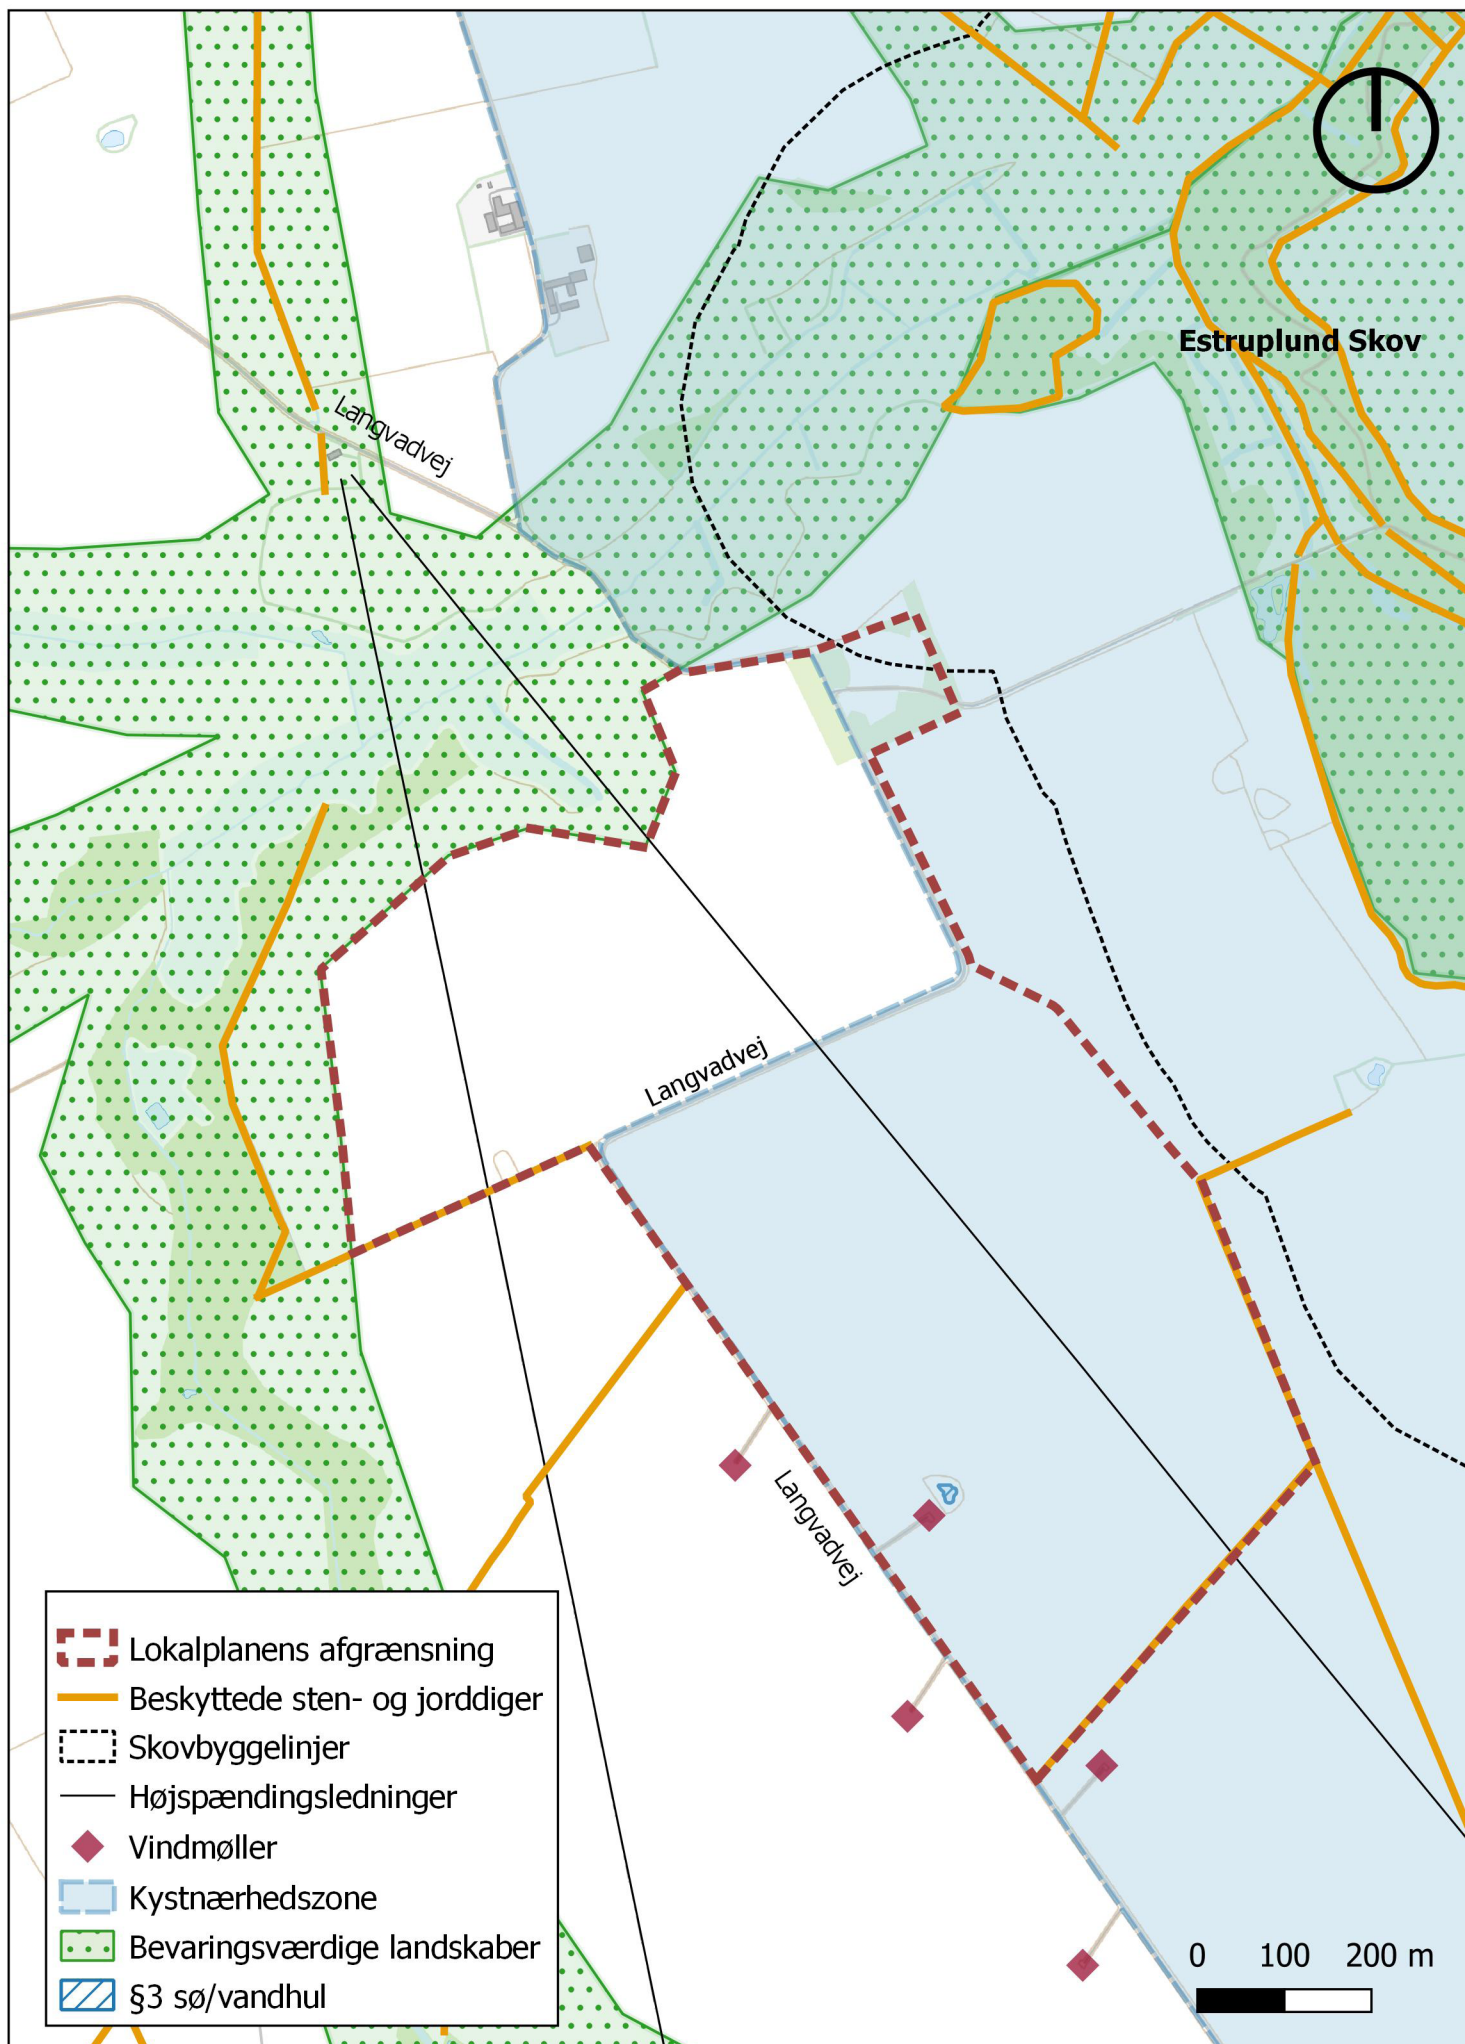 Estruplund Skov
Langvadvej
Langvadvej
Langvadvej
Lokalplanens afgrænsning
Beskyttede sten- og jorddiger
Skovbyggelinjer
Højspændingsledninger
Vindmøller
Kystnærhedszone
Bevaringsværdige landskaber
§3 sø/vandhul
0 100 200 m